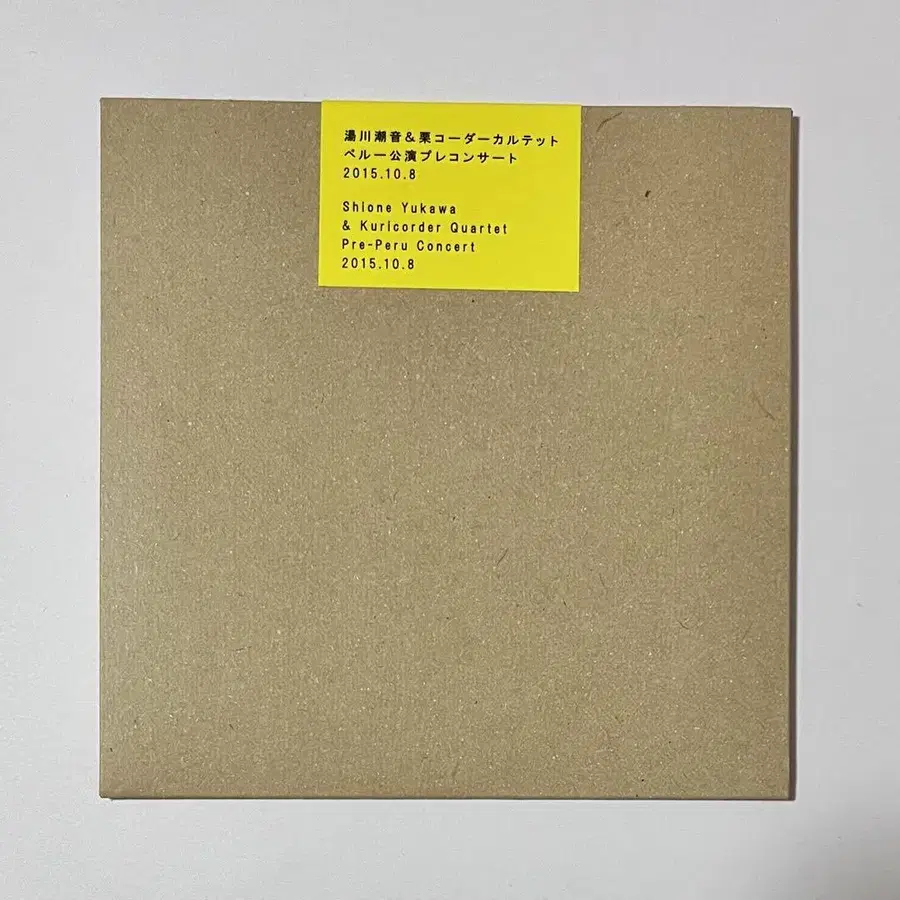 湯川潮音&栗コーダーカルテット
ペルー公演プレコンサート
2015.10.8
Shione Yukawa
& Kuricorder Quartet
Pre-Peru Concert
2015.10.8